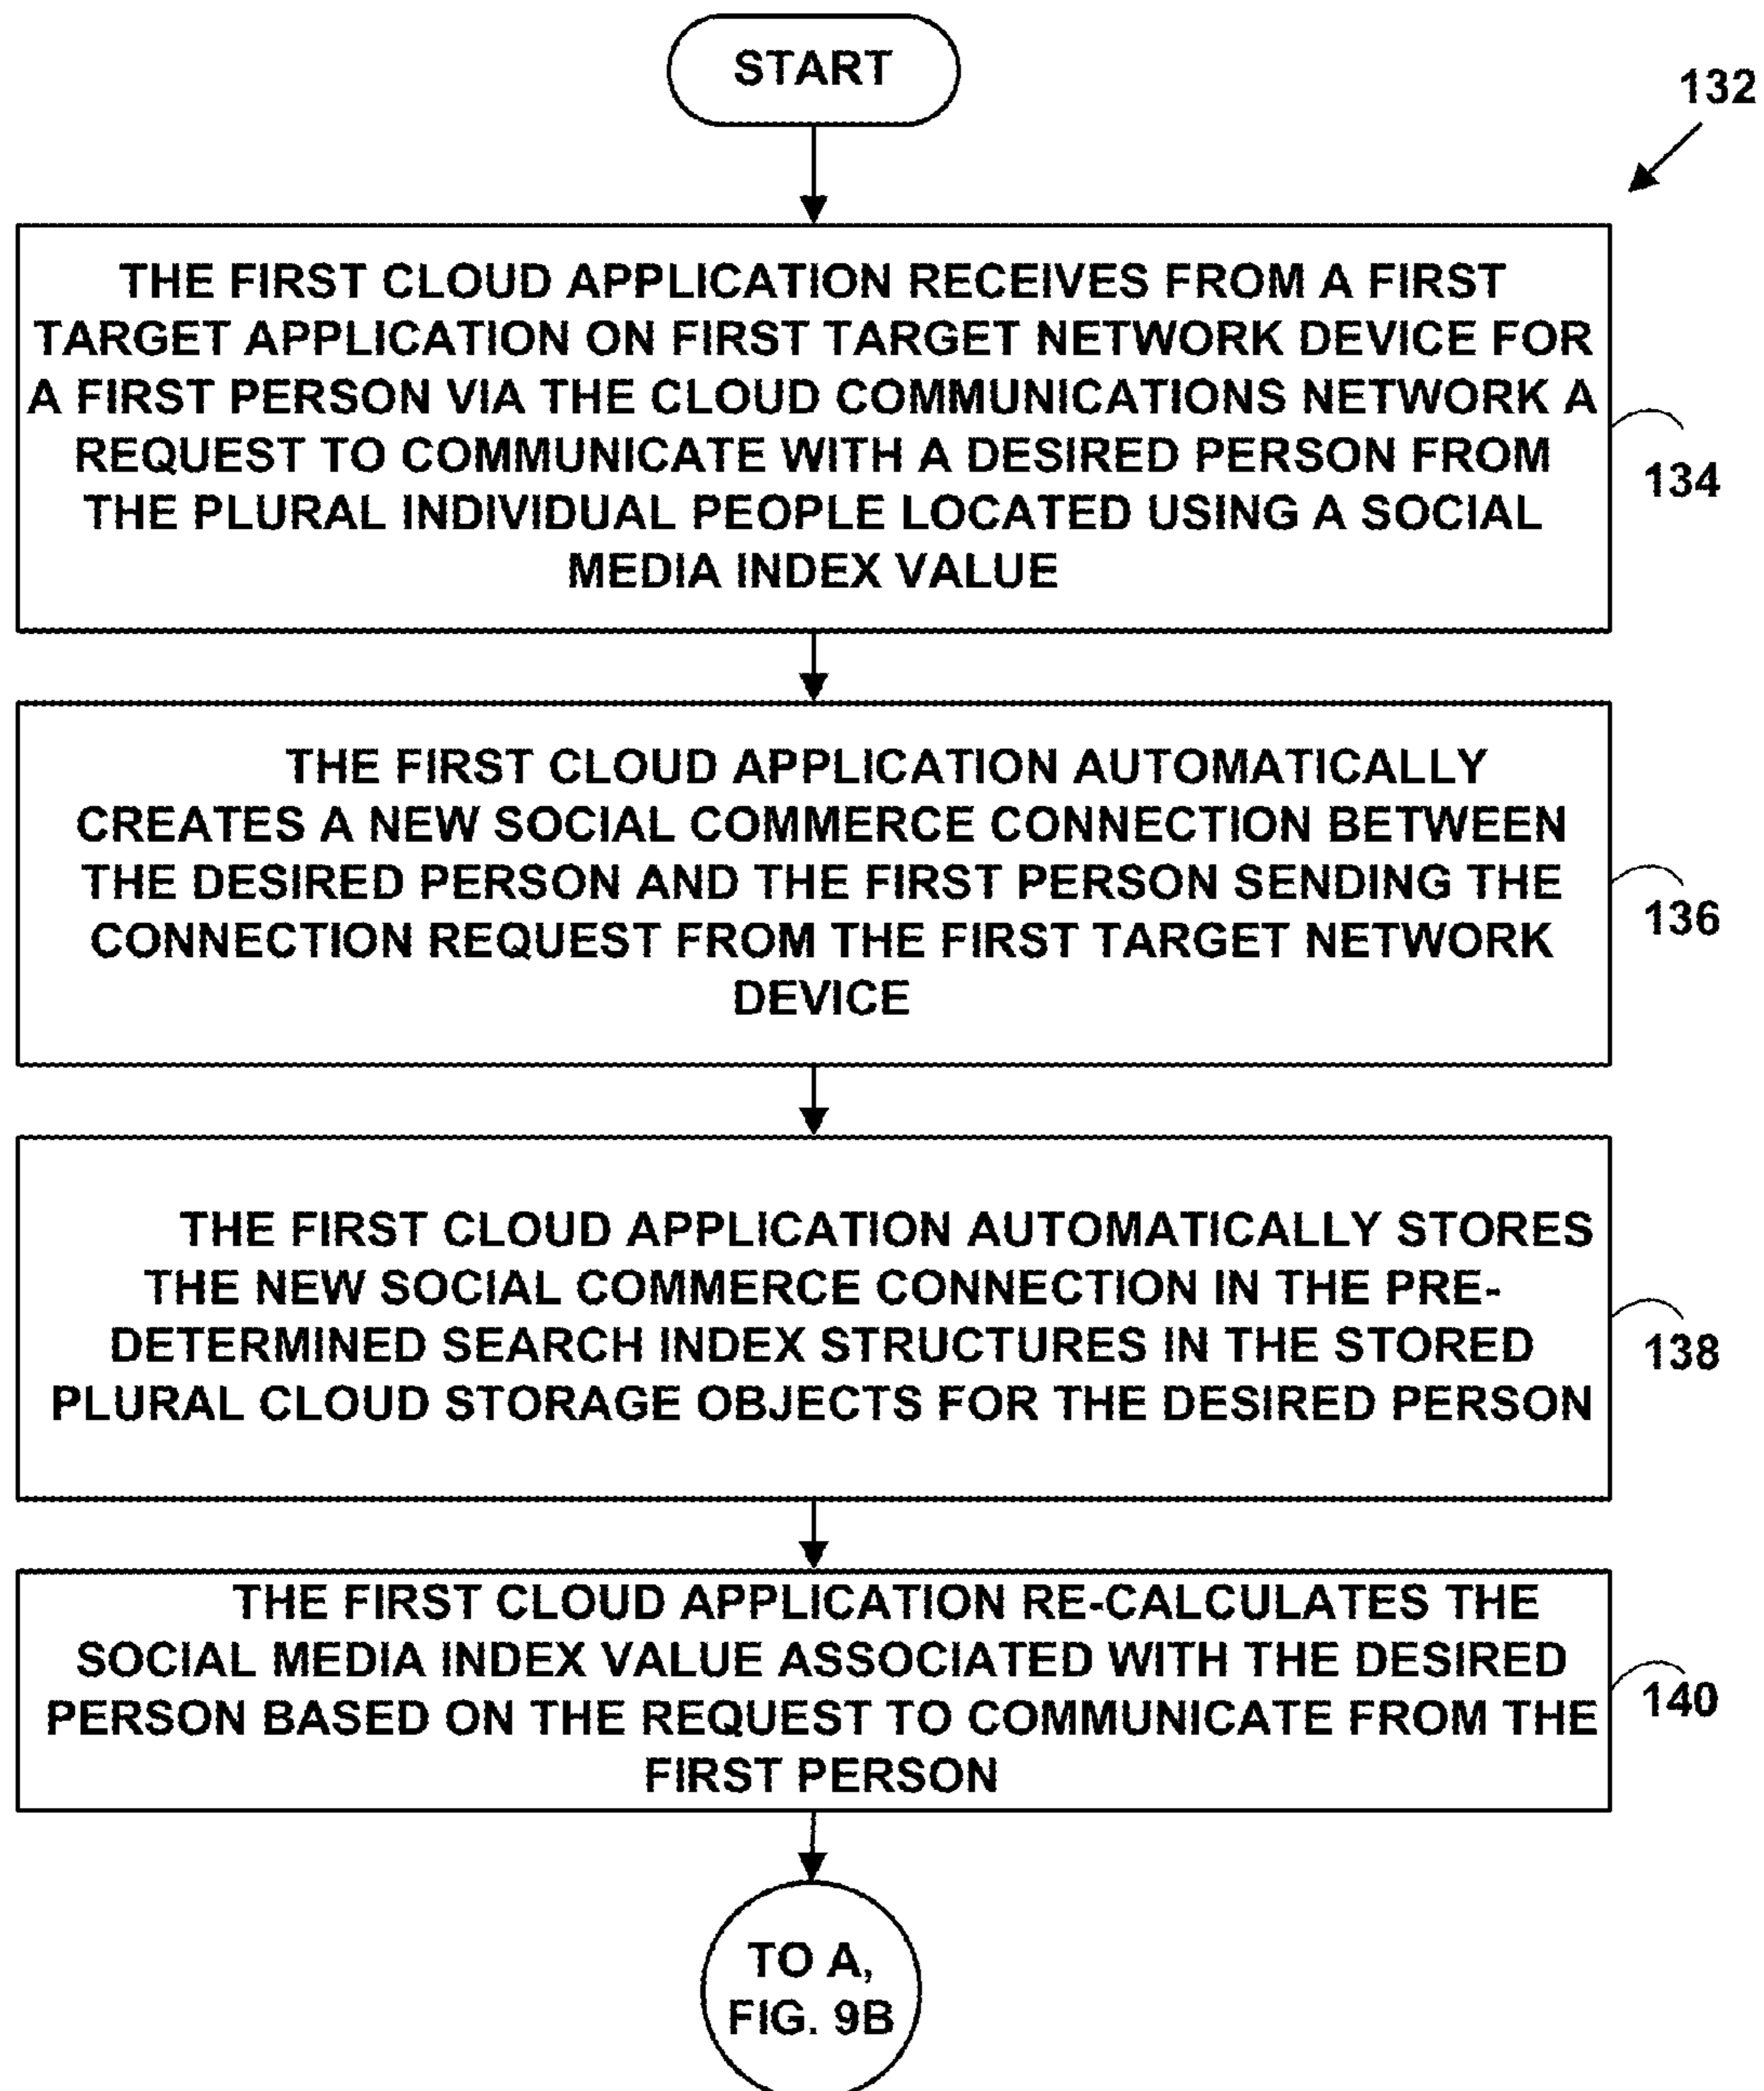 START
132
THE FIRST CLOUD APPLICATION RECEIVES FROM A FIRST
TARGET APPLICATION ON FIRST TARGET NETWORK DEVICE FOR
A FIRST PERSON VIA THE CLOUD COMMUNICATIONS NETWORK A
REQUEST TO COMMUNICATE WITH A DESIRED PERSON FROM
THE PLURAL INDIVIDUAL PEOPLE LOCATED USING A SOCIAL
MEDIA INDEX VALUE
134
THE FIRST CLOUD APPLICATION AUTOMATICALLY
CREATES A NEW SOCIAL COMMERCE CONNECTION BETWEEN
THE DESIRED PERSON AND THE FIRST PERSON SENDING THE
CONNECTION REQUEST FROM THE FIRST TARGET NETWORK
DEVICE
136
THE FIRST CLOUD APPLICATION AUTOMATICALLY STORES
THE NEW SOCIAL COMMERCE CONNECTION IN THE PRE-
DETERMINED SEARCH INDEX STRUCTURES IN THE STORED
PLURAL CLOUD STORAGE OBJECTS FOR THE DESIRED PERSON
138
THE FIRST CLOUD APPLICATION RE-CALCULATES THE
SOCIAL MEDIA INDEX VALUE ASSOCIATED WITH THE DESIRED
PERSON BASED ON THE REQUEST TO COMMUNICATE FROM THE
FIRST PERSON
140
TO A,
FIG. 9B